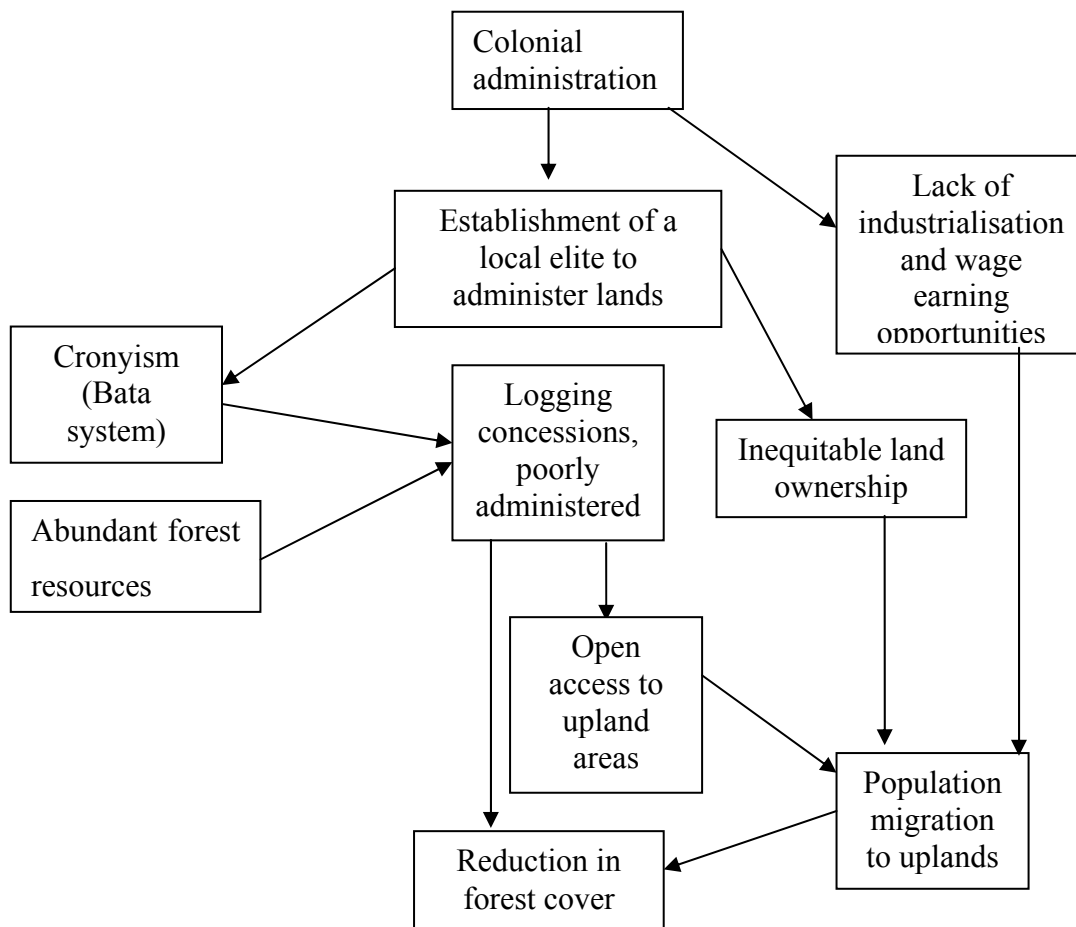 Colonial
administration
Lack of
industrialisation
and wage
earning
opportunities
Establishment of a
local elite to
administer lands
Cronyism
(Bata
system)
Logging
concessions,
poorly
administered
Inequitable land
ownership
Abundant forest
resources
Open
access to
upland
areas
Population
migration
to uplands
Reduction in
forest cover